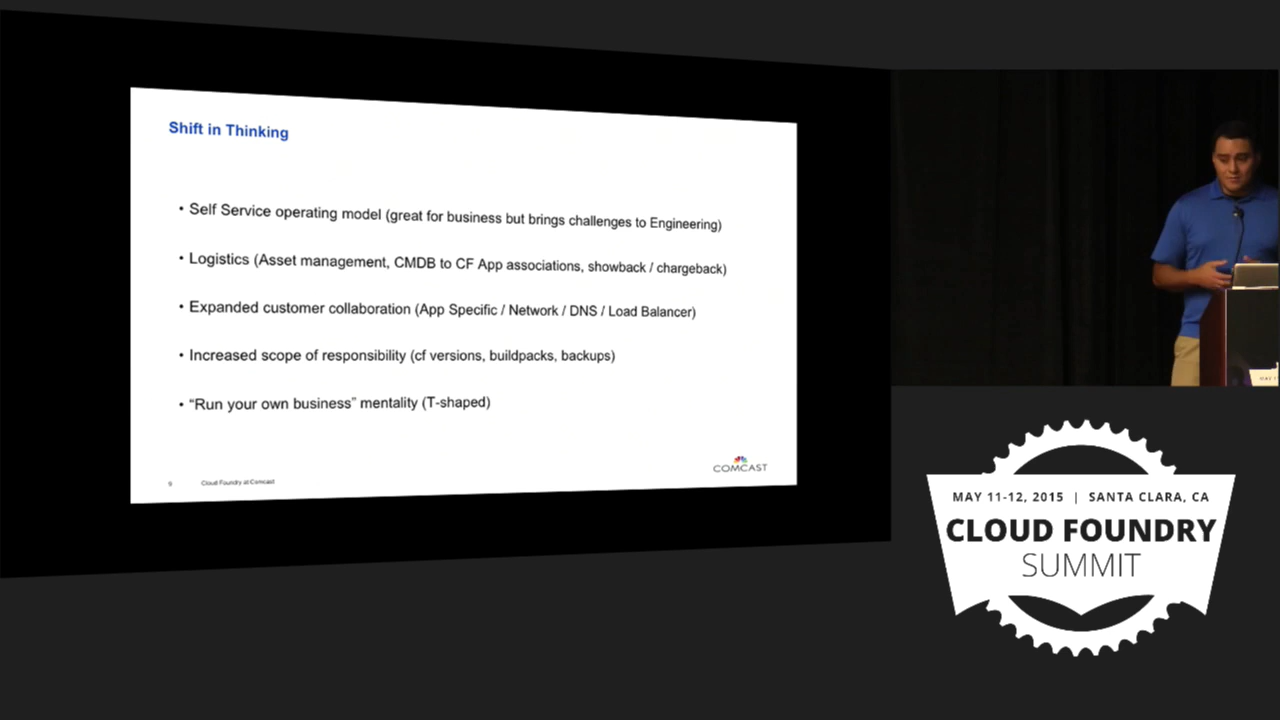 Shift in Thinking
• Self Service operating model (great for business but brings challenges to Engineering)
• Logistics (Asset management, CMDB to CF App associations, showback / chargeback)
• Expanded customer collaboration (App Specific / Network / DNS / Load Balancer)
• Increased scope of responsibility (cf versions, buildpacks, backups)
• “Run your own business” mentality (T-shaped)
COMCAST
9 Cloud Foundry at Comcast
MAY 11-12, 2015 | SANTA CLARA, CA
CLOUD FOUNDRY
SUMMIT